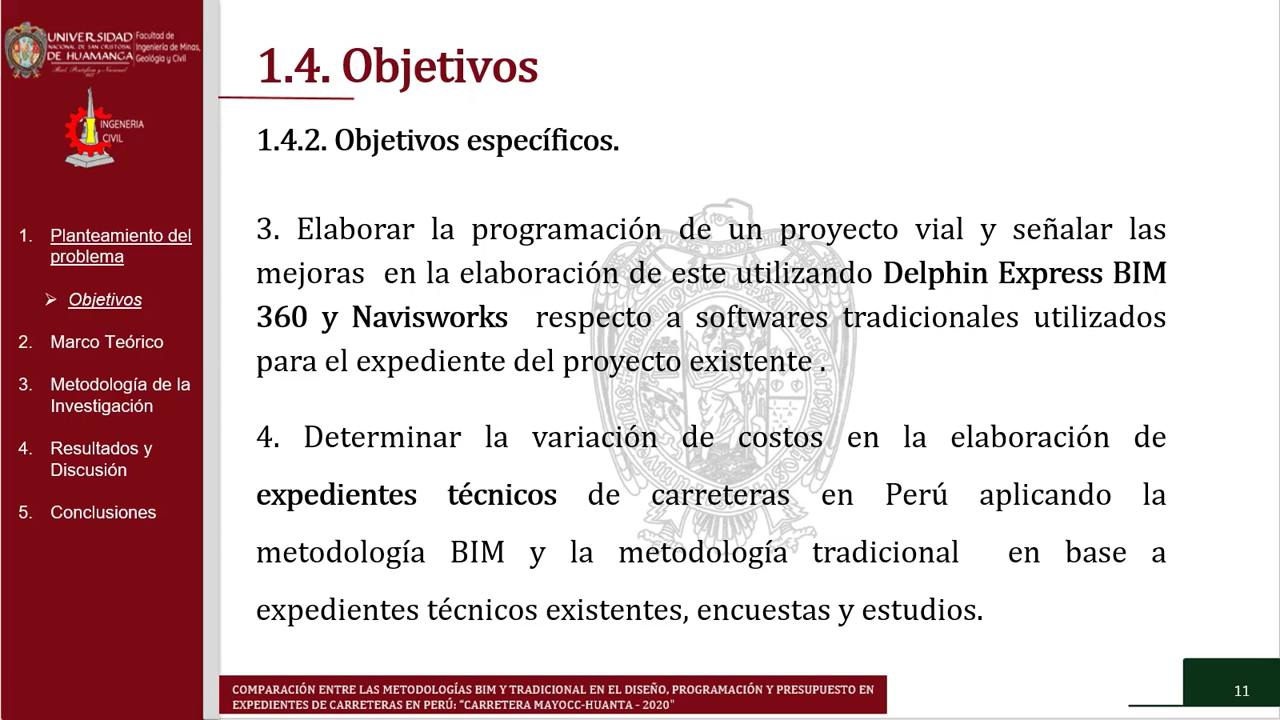 UNIVERSIDAD
NACIONAL DE SAN CRISTOBAL
DE HUAMANGA
Facultad de
Ingeniería de Minas,
Geológia y Civil
INGENERIA
CIVIL
1. Planteamiento del
problema
➢ Objetivos
2. Marco Teórico
3. Metodología de la
Investigación
4. Resultados y
Discusión
5. Conclusiones
1.4. Objetivos
1.4.2. Objetivos específicos.
3. Elaborar la programación de un proyecto vial y señalar las
mejoras en la elaboración de este utilizando Delphin Express BIM
360 y Navisworks respecto a softwares tradicionales utilizados
para el expediente del proyecto existente .
4. Determinar la variación de costos en la elaboración de
expedientes técnicos de carreteras en Perú aplicando la
metodología BIM y la metodología tradicional en base a
expedientes técnicos existentes, encuestas y estudios.
COMPARACIÓN ENTRE LAS METODOLOGÍAS BIM Y TRADICIONAL EN EL DISEÑO, PROGRAMACIÓN Y PRESUPUESTO EN
EXPEDIENTES DE CARRETERAS EN PERÚ: "CARRETERA MAYOCC-HUANTA - 2020"
11